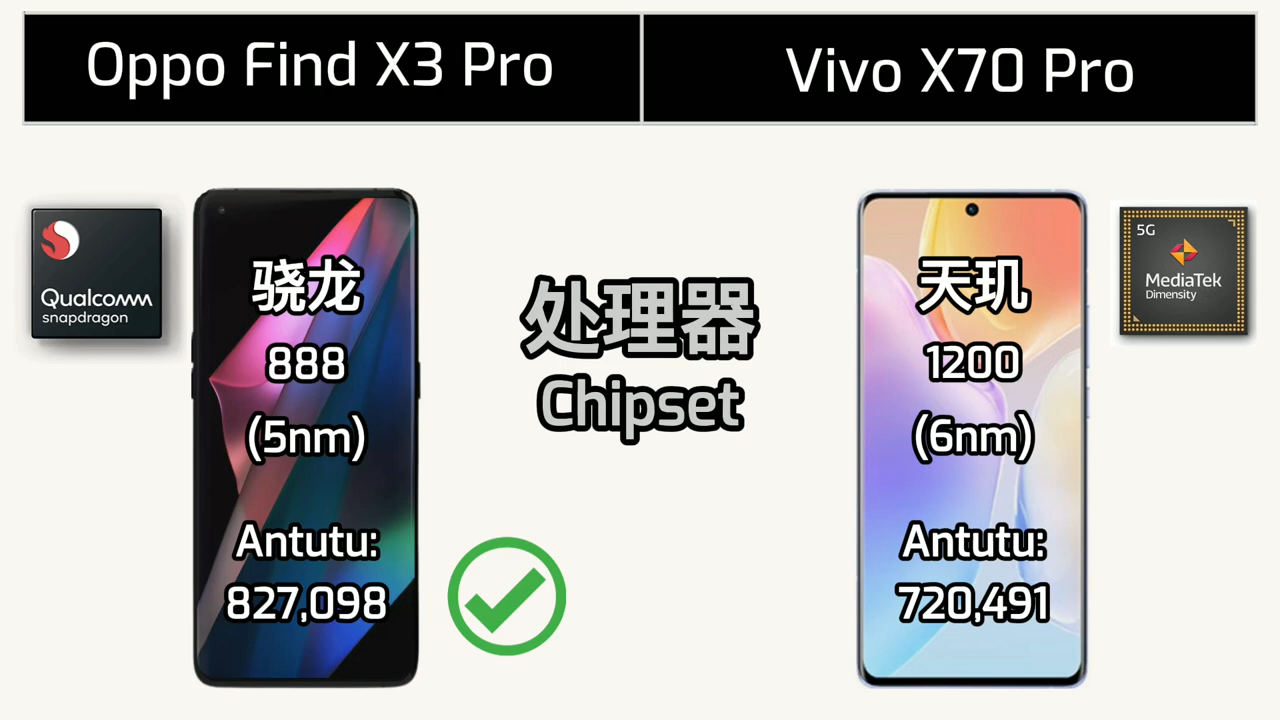 Oppo Find X3 Pro
Vivo X70 Pro
Qualcomm
snapdragon
骁龙
888
(5nm)
Antutu:
827,098
处理器
Chipset
天玑
1200
(6nm)
Antutu:
720,491
5G
MediaTek
Dimensity